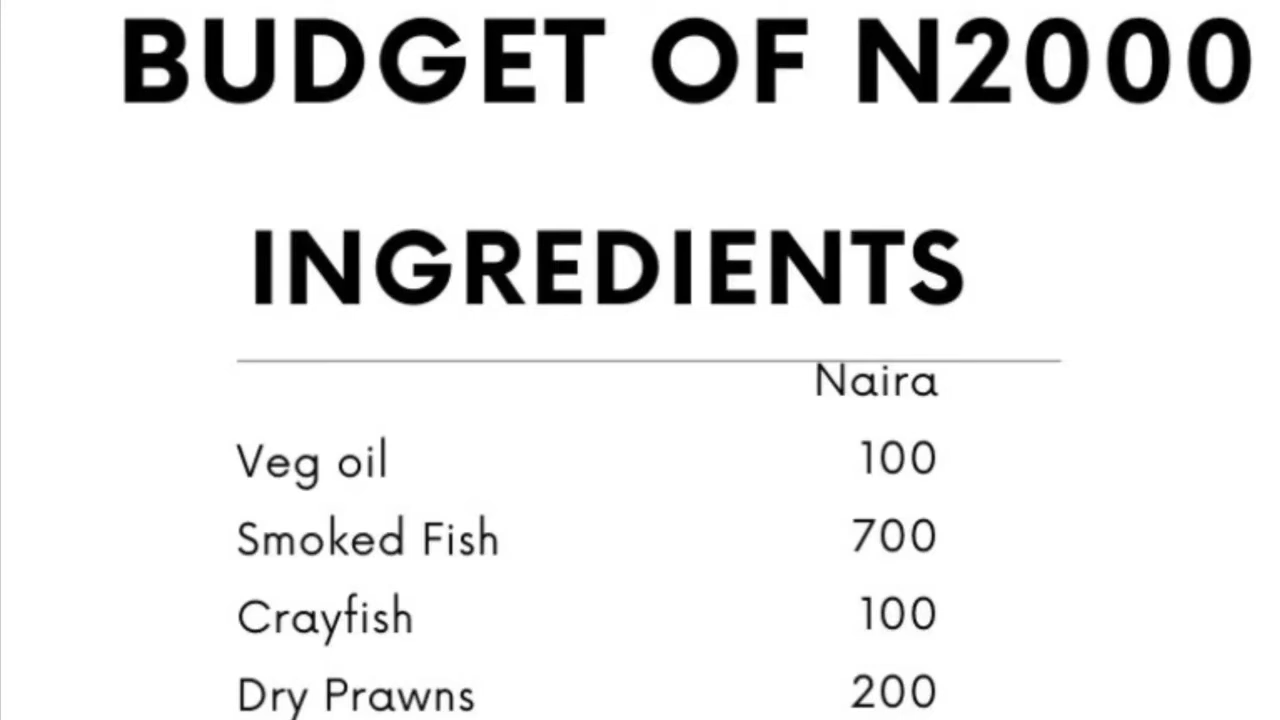 BUDGET OF N2000
INGREDIENTS
Naira
Veg oil 100
Smoked Fish 700
Crayfish 100
Dry Prawns 200